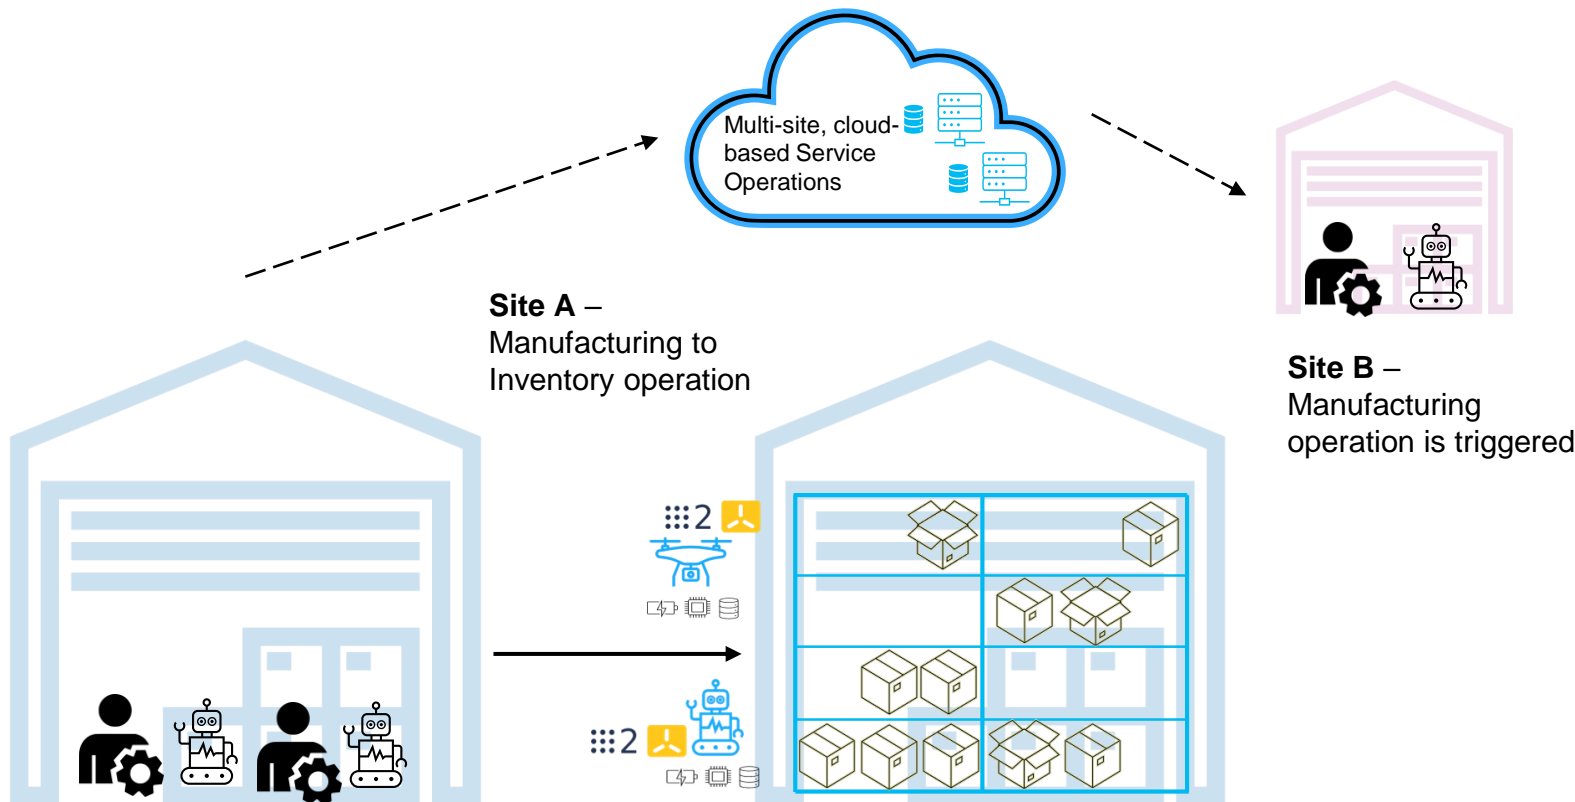 Multi-site, cloud-
based Service
Operations
Site A –
Manufacturing to
Inventory operation
Site B –
Manufacturing
operation is triggered
2
2